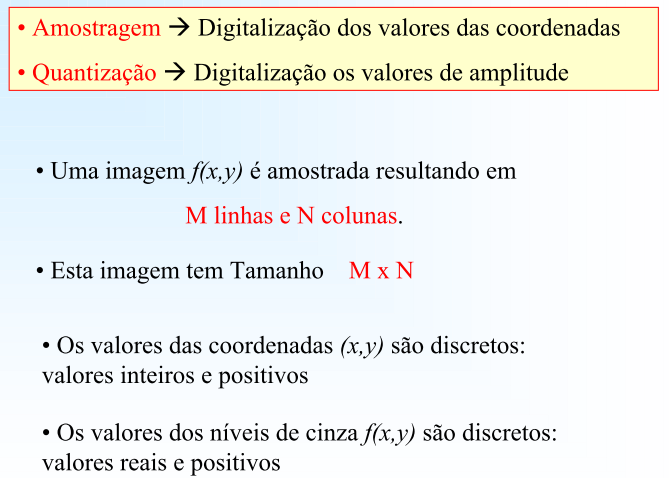 • Amostragem → Digitalização dos valores das coordenadas
• Quantização → Digitalização os valores de amplitude
• Uma imagem f(x,y) é amostrada resultando em
M linhas e N colunas.
• Esta imagem tem Tamanho M x N
• Os valores das coordenadas (x,y) são discretos:
valores inteiros e positivos
• Os valores dos níveis de cinza f(x,y) são discretos:
valores reais e positivos